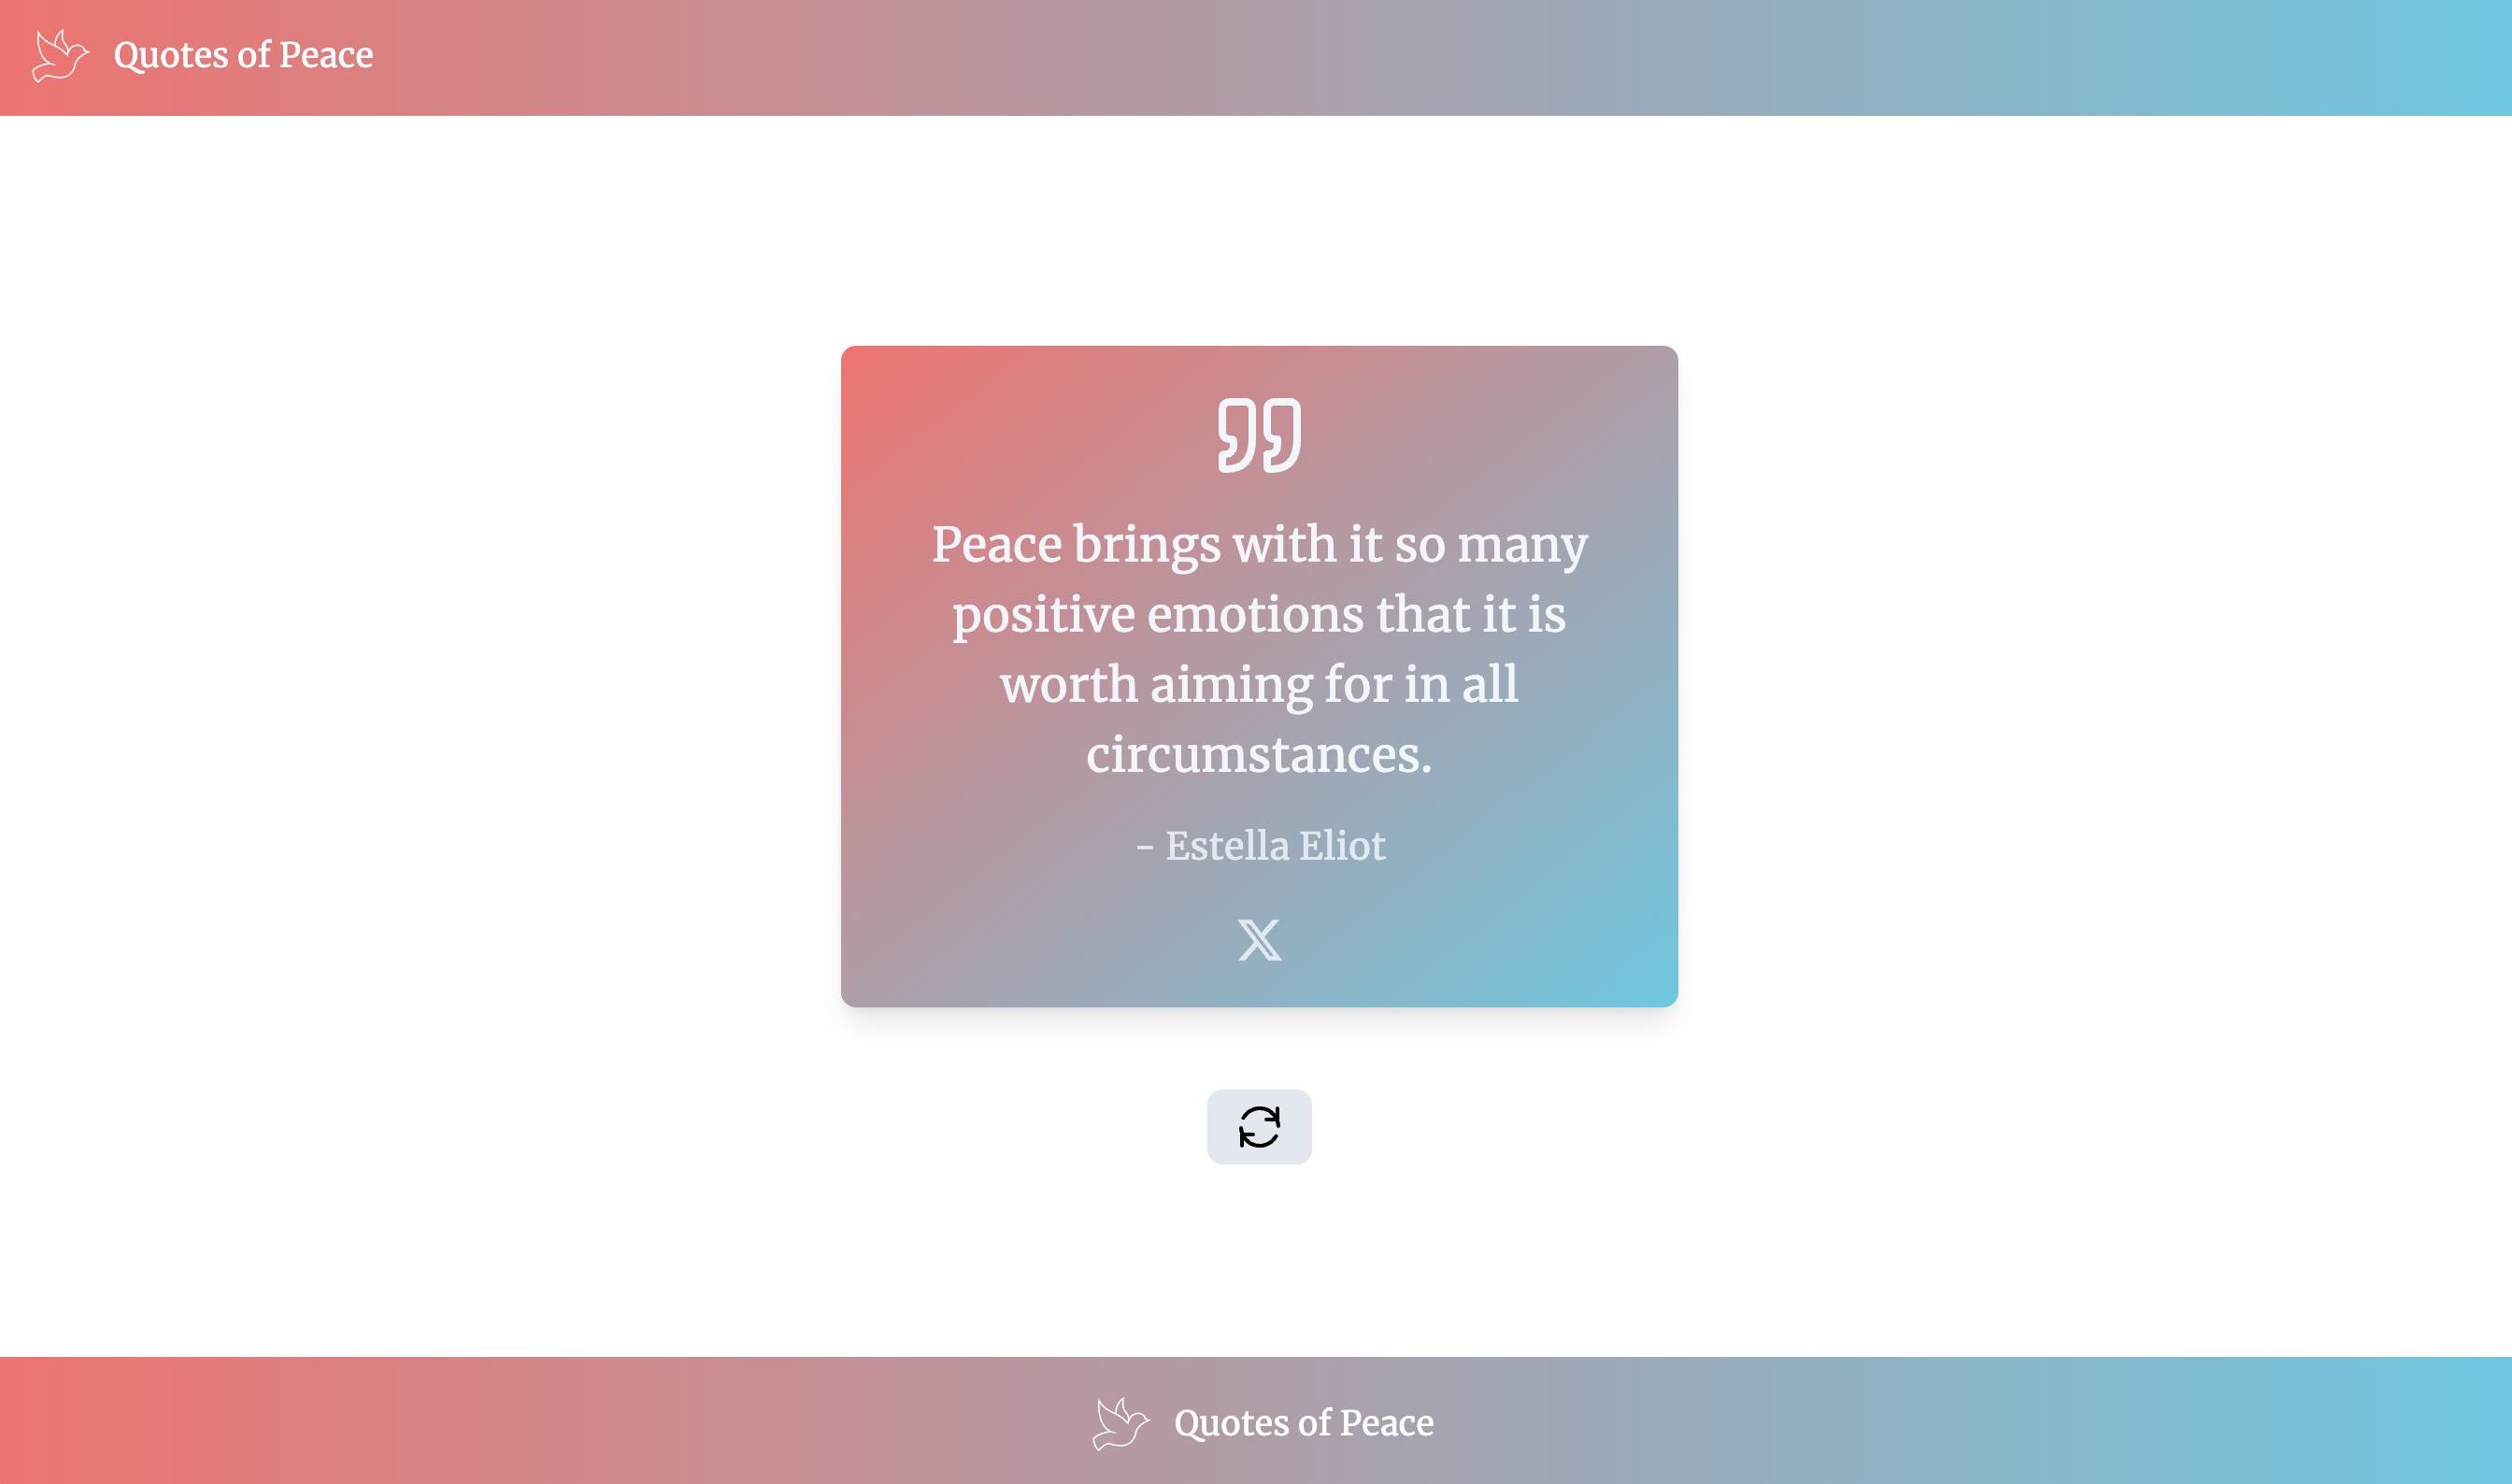 Quotes of Peace
Peace brings with it so many
positive emotions that it is
worth aiming for in all
circumstances.
– Estella Eliot
Quotes of Peace